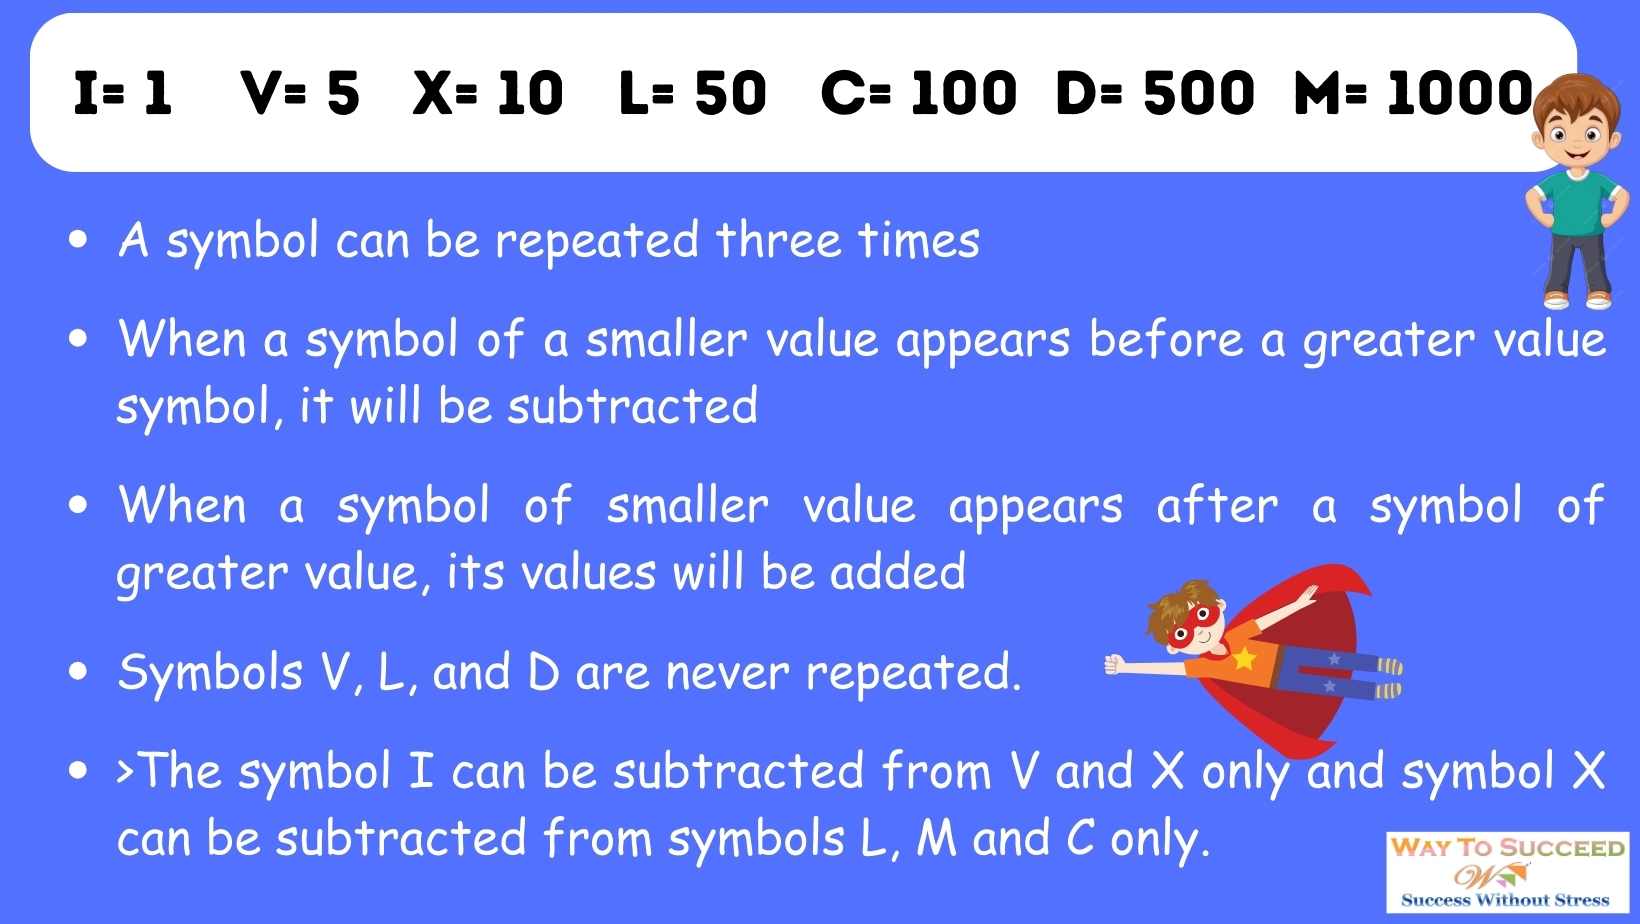 I= 1 V= 5 X= 10 L= 50 C= 100 D= 500 M= 1000
• A symbol can be repeated three times
• When a symbol of a smaller value appears before a greater value
symbol, it will be subtracted
• When a symbol of smaller value appears after a symbol of
greater value, its values will be added
• Symbols V, L, and D are never repeated.
• >The symbol I can be subtracted from V and X only and symbol X
can be subtracted from symbols L, M and C only.
WAY TO SUCCEED
W
Success Without Stress